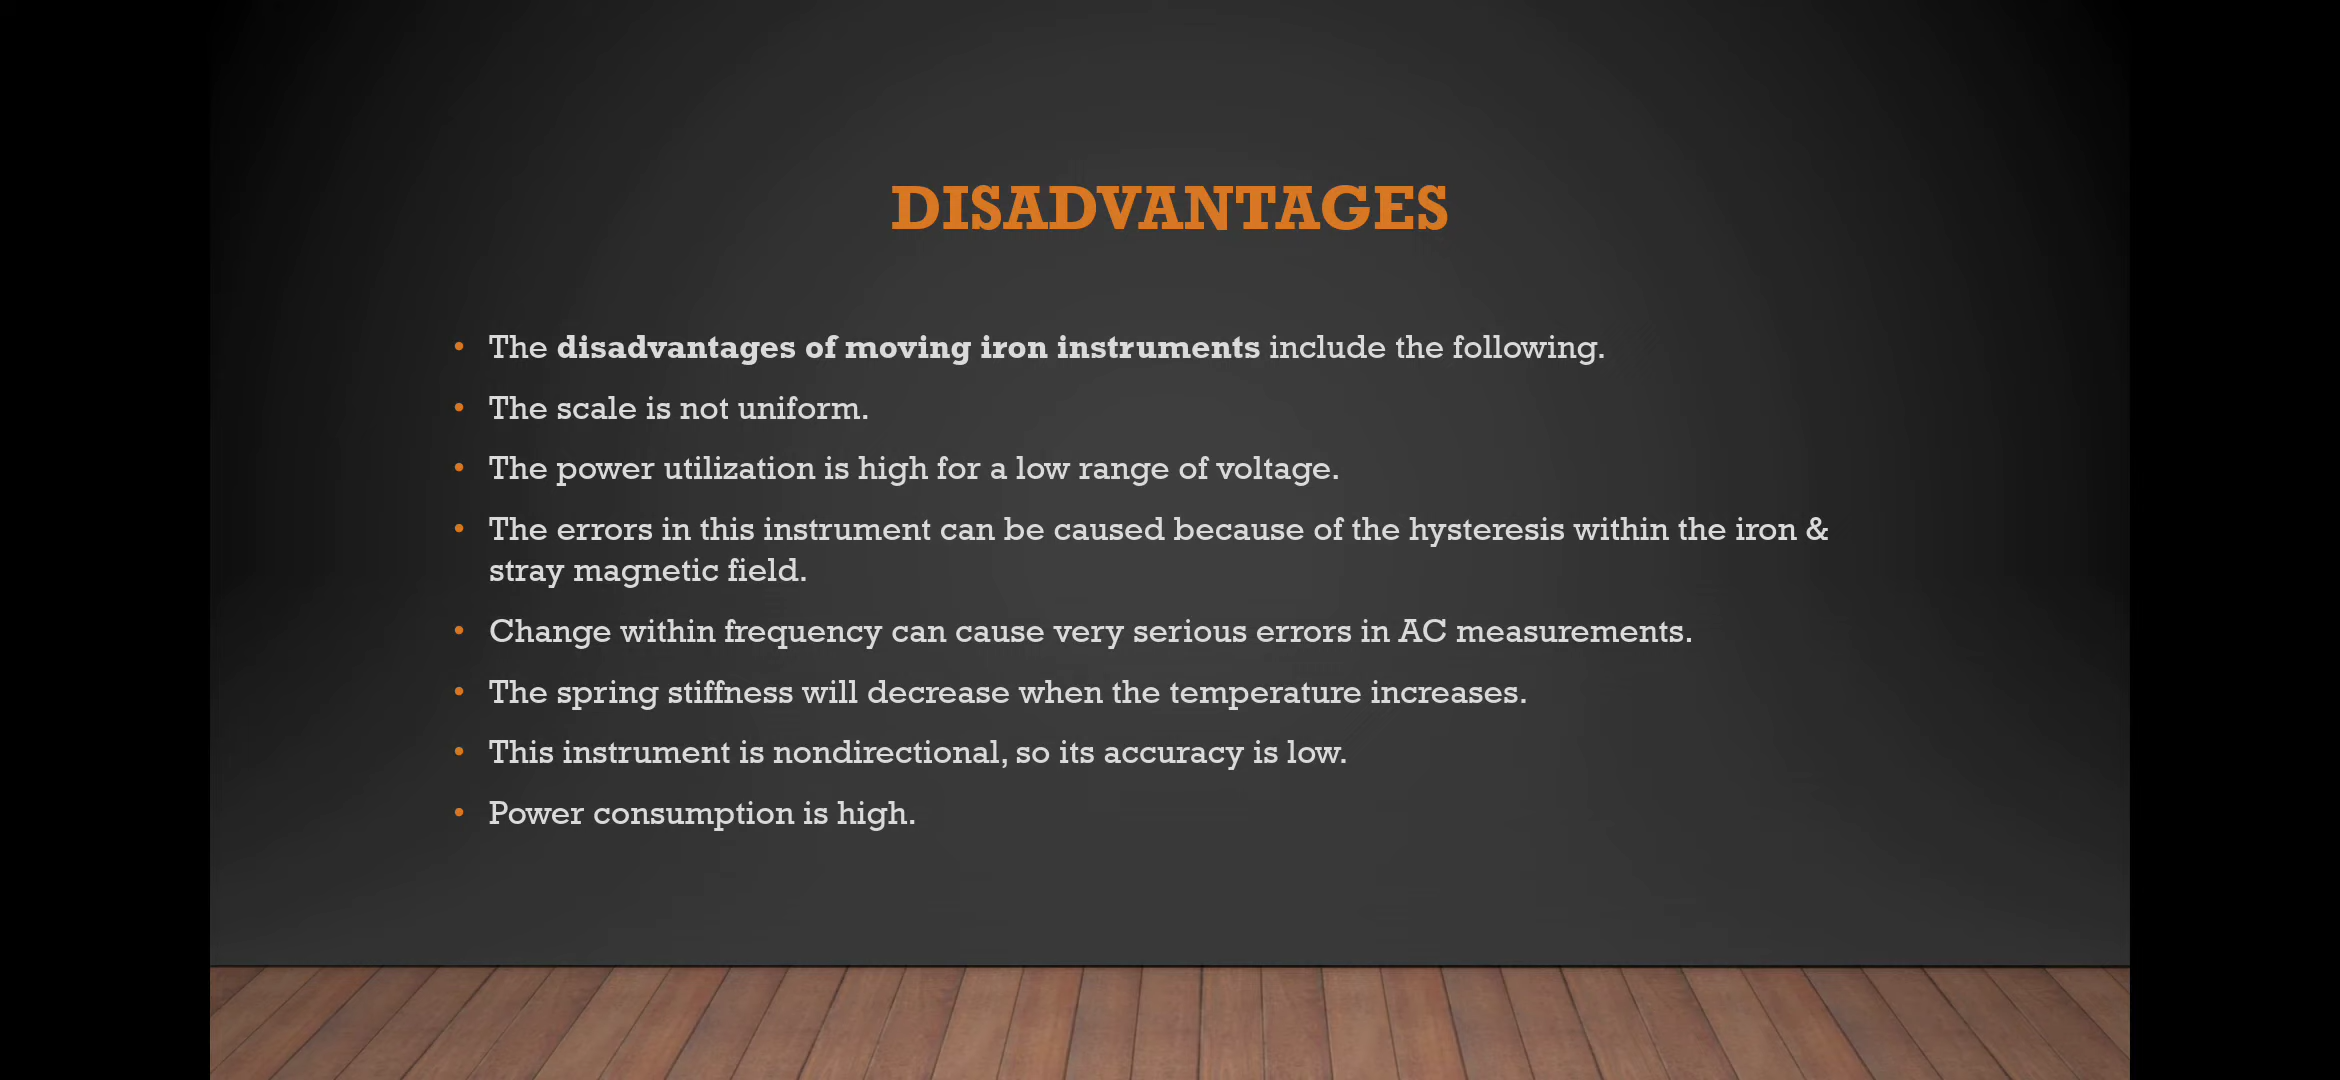 DISADVANTAGES
• The disadvantages of moving iron instruments include the following.
• The scale is not uniform.
• The power utilization is high for a low range of voltage.
• The errors in this instrument can be caused because of the hysteresis within the iron &
stray magnetic field.
• Change within frequency can cause very serious errors in AC measurements.
• The spring stiffness will decrease when the temperature increases.
• This instrument is nondirectional, so its accuracy is low.
• Power consumption is high.